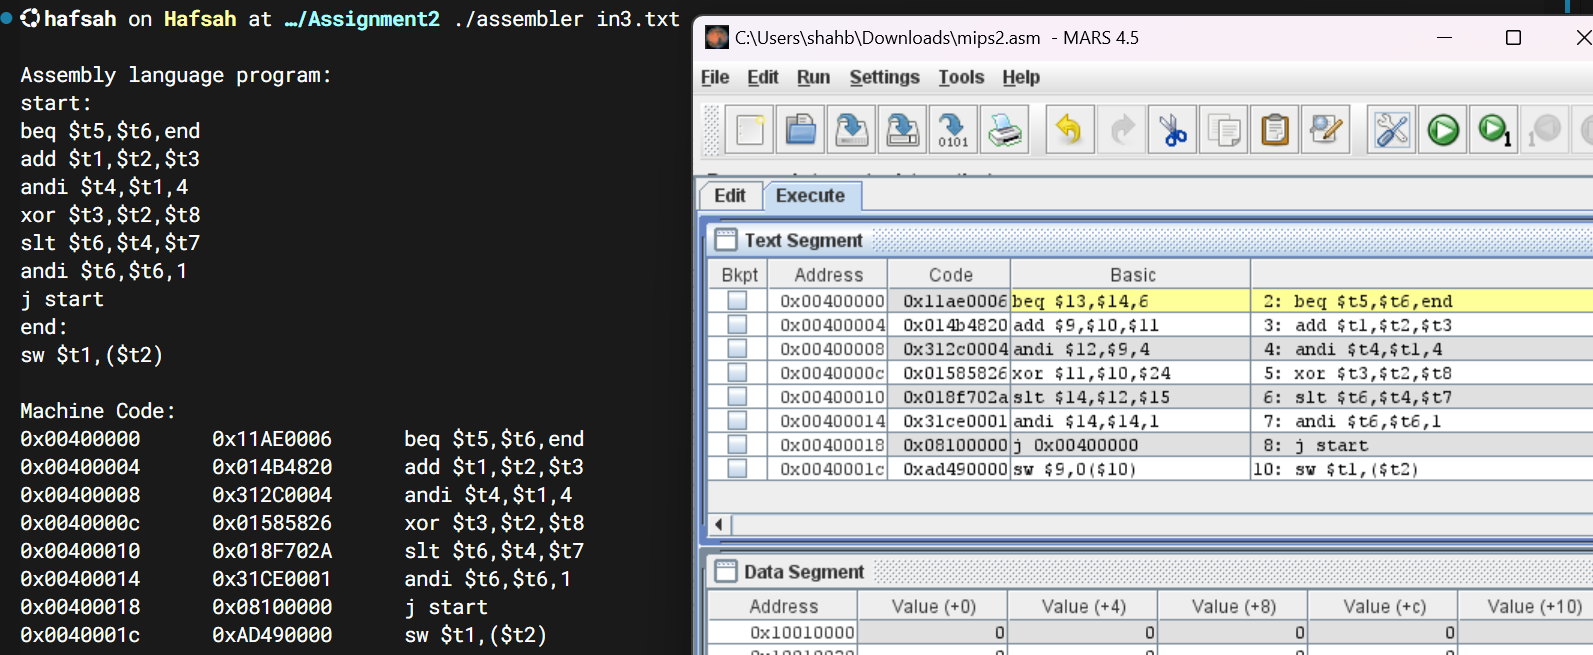 hafsah on Hafsah at …/Assignment2 ./assembler in3.txt
Assembly language program:
start:
beq $t5,$t6,end
add $t1,$t2,$t3
andi $t4,$t1,4
xor $t3,$t2,$t8
slt $t6,$t4,$t7
andi $t6,$t6,1
j start
end:
sw $t1,($t2)
Machine Code:
0x00400000 0x11AE0006 beq $t5,$t6,end
0x00400004 0x014B4820 add $t1,$t2,$t3
0x00400008 0x312C0004 andi $t4,$t1,4
0x0040000c 0x01585826 xor $t3,$t2,$t8
0x00400010 0x018F702A slt $t6,$t4,$t7
0x00400014 0x31CE0001 andi $t6,$t6,1
0x00400018 0x08100000 j start
0x0040001c 0xAD490000 sw $t1,($t2)
C:\Users\shahb\Downloads\mips2.asm - MARS 4.5
File Edit Run Settings Tools Help
0101
1
1
Edit Execute
Text Segment
Bkpt Address Code Basic
0x00400000 0x11ae0006 beq $13,$14,6 2: beq $t5,$t6,end
0x00400004 0x014b4820 add $9,$10,$11 3: add $t1,$t2,$t3
0x00400008 0x312c0004 andi $12,$9,4 4: andi $t4,$t1,4
0x0040000c 0x01585826 xor $11,$10,$24 5: xor $t3,$t2,$t8
0x00400010 0x018f702a slt $14,$12,$15 6: slt $t6,$t4,$t7
0x00400014 0x31ce0001 andi $14,$14,1 7: andi $t6,$t6,1
0x00400018 0x08100000 j 0x00400000 8: j start
0x0040001c 0xad490000 sw $9,0($10) 10: sw $t1,($t2)
Data Segment
Address Value (+0) Value (+4) Value (+8) Value (+c) Value (+10)
0x10010000 0 0 0 0